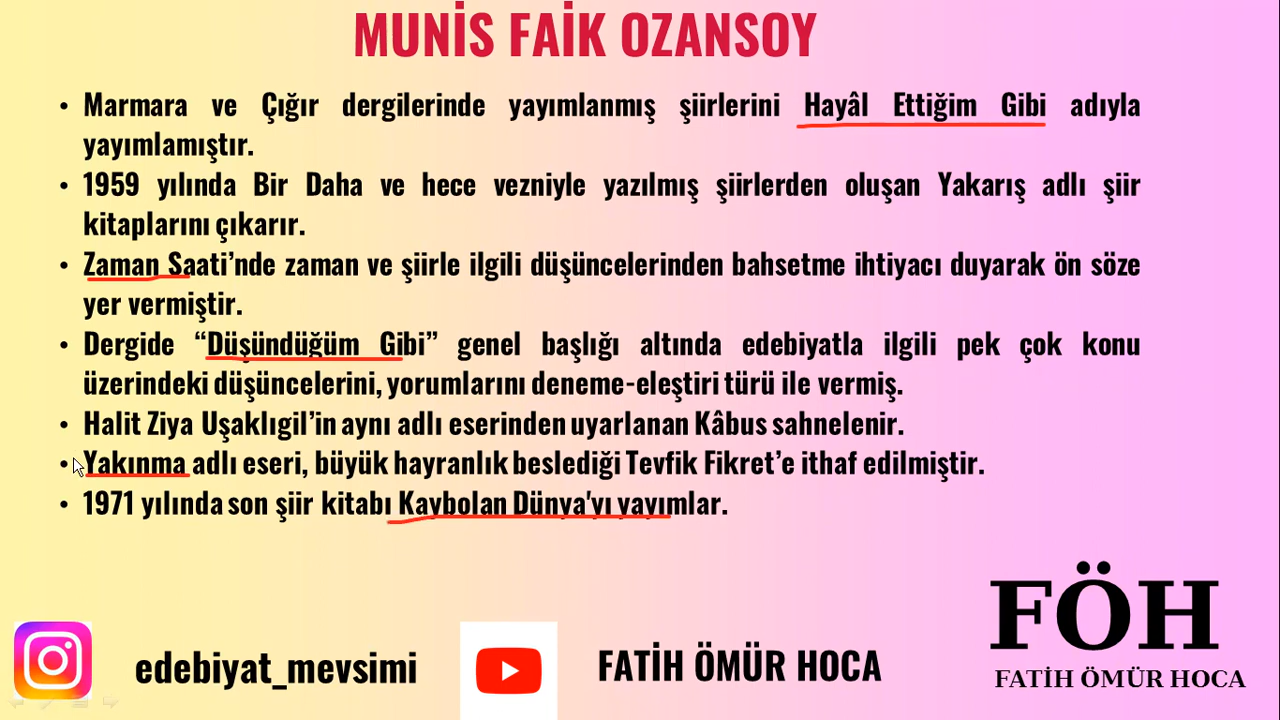 MUNİS FAİK OZANSOY
• Marmara ve Çığır dergilerinde yayımlanmış şiirlerini Hayâl Ettiğim Gibi adıyla
yayımlamıştır.
• 1959 yılında Bir Daha ve hece vezniyle yazılmış şiirlerden oluşan Yakarış adlı şiir
kitaplarını çıkarır.
• Zaman Saati’nde zaman ve şiirle ilgili düşüncelerinden bahsetme ihtiyacı duyarak ön söze
yer vermiştir.
• Dergide “Düşündüğüm Gibi” genel başlığı altında edebiyatla ilgili pek çok konu
üzerindeki düşüncelerini, yorumlarını deneme-eleştiri türü ile vermiş.
• Halit Ziya Uşaklıgil’in aynı adlı eserinden uyarlanan Kâbus sahnelenir.
• Yakınma adlı eseri, büyük hayranlık beslediği Tevfik Fikret’e ithaf edilmiştir.
• 1971 yılında son şiir kitabı Kaybolan Dünya'yı yayımlar.
FÖH
FATİH ÖMÜR HOCA
edebiyat_mevsimi
FATİH ÖMÜR HOCA